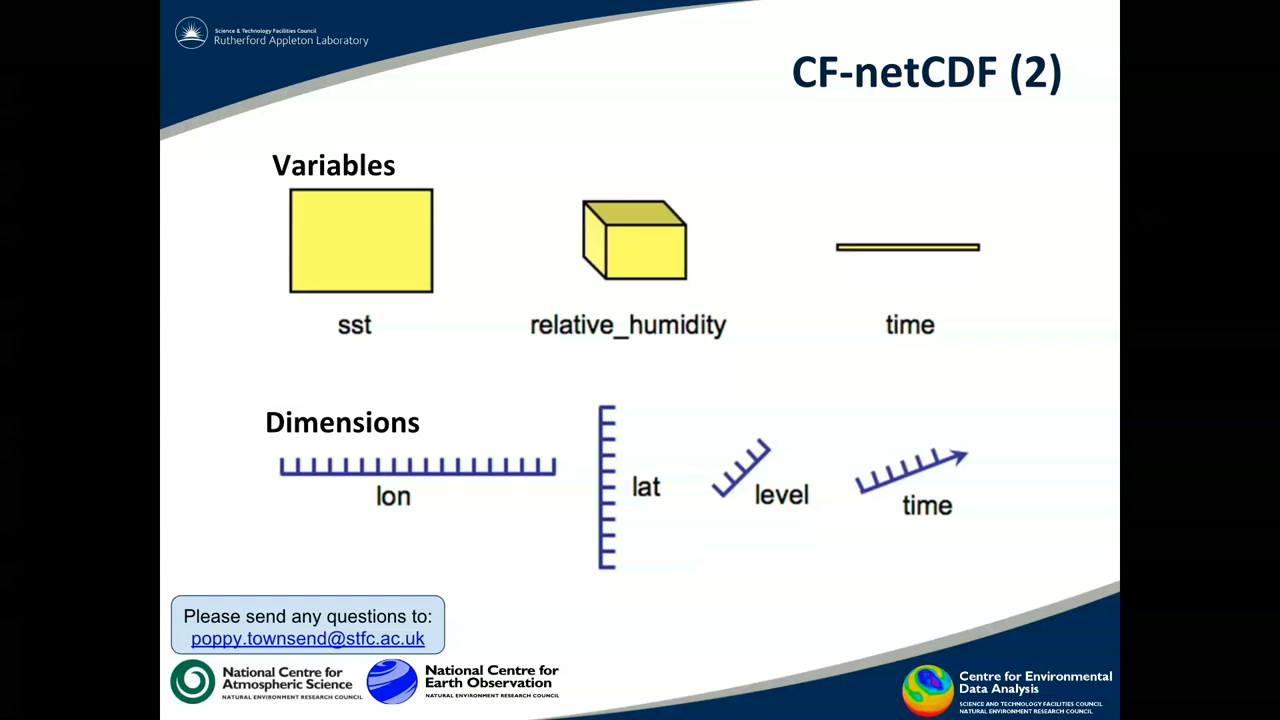 Science & Technology Facilities Council
Rutherford Appleton Laboratory
CF-netCDF (2)
Variables
sst
relative_humidity
time
Dimensions
lon
lat
level
time
Please send any questions to:
poppy.townsend@stfc.ac.uk
National Centre for
Atmospheric Science
NATURAL ENVIRONMENT RESEARCH COUNCIL
National Centre for
Earth Observation
NATURAL ENVIRONMENT RESEARCH COUNCIL
Centre for Environmental
Data Analysis
SCIENCE AND TECHNOLOGY FACILITIES COUNCIL
NATURAL ENVIRONMENT RESEARCH COUNCIL